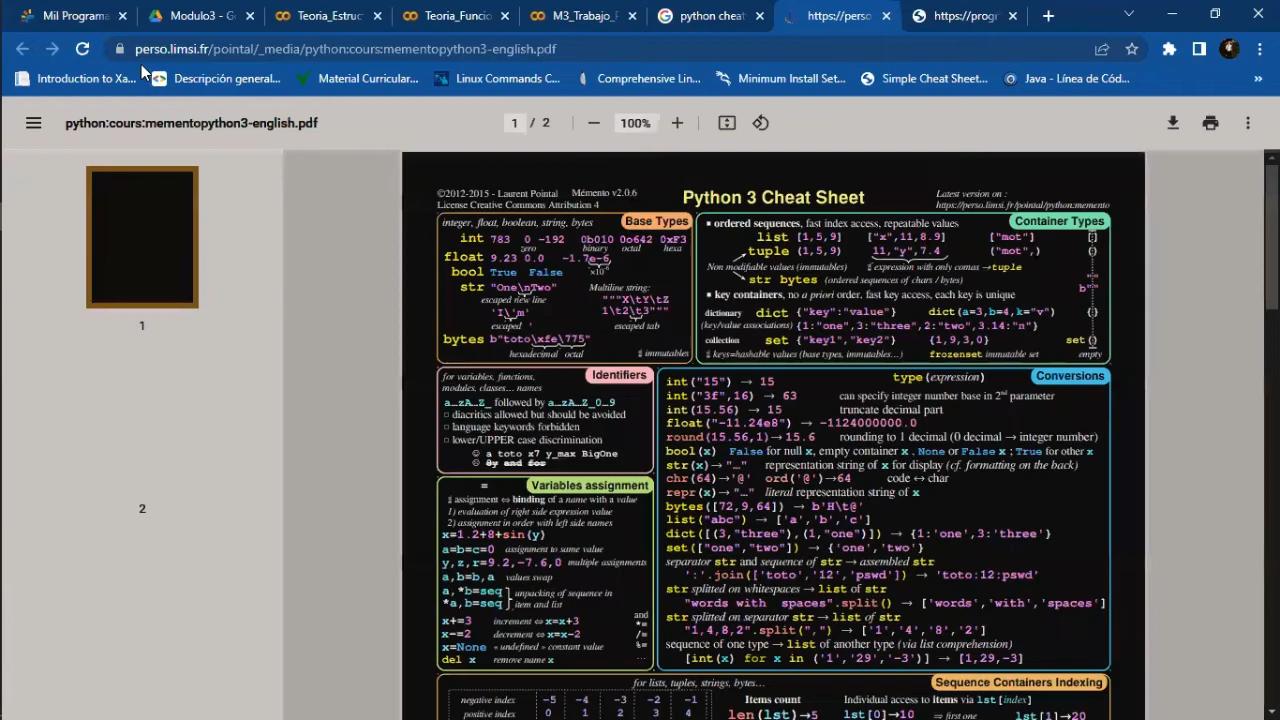 Mil Programa
Modulo3 - Go
Teoria_Estruc
Teoria_Funcio
M3_Trabajo_P
python cheat
https://perso
https://progr
perso.limsi.fr/pointal/_media/python:cours:mementopython3-english.pdf
Introduction to Xa...
Descripción general...
Material Curricular...
Linux Commands C...
Comprehensive Lin...
Minimum Install Set...
Simple Cheat Sheet...
Java - Línea de Cód...
»
python:cours:mementopython3-english.pdf
1 / 2
100%
1
2
©2012-2015 - Laurent Pointal Mémento v2.0.6
License Creative Commons Attribution 4
Python 3 Cheat Sheet
Latest version on :
https://perso.limsi.fr/pointal/python:memento
integer, float, boolean, string, bytes Base Types
int 783 0 -192 0b010 0o642 0xF3
zero binary octal hexa
float 9.23 0.0 -1.7e-6
bool True False ×10⁻⁶
str "One\nTwo" Multiline string:
escaped new line """X\tY\tZ
'I\'m' 1\t2\t3"""
escaped ' escaped tab
bytes b"toto\xfe\775"
hexadecimal octal immutables
■ ordered sequences, fast index access, repeatable values Container Types
list [1,5,9] ["x",11,8.9] ["mot"] []
tuple (1,5,9) 11,"y",7.4 ("mot",) ()
Non modifiable values (immutables) expression with only comas →tuple
str bytes (ordered sequences of chars / bytes) ""
b""
■ key containers, no a priori order, fast key access, each key is unique
dictionary dict {"key":"value"} dict(a=3,b=4,k="v") {}
(key/value associations) {1:"one",3:"three",2:"two",3.14:"π"}
collection set {"key1","key2"} {1,9,3,0} set()
keys=hashable values (base types, immutables…) frozenset immutable set empty
for variables, functions, Identifiers
modules, classes… names
a…zA…Z_ followed by a…zA…Z_0…9
□ diacritics allowed but should be avoided
□ language keywords forbidden
□ lower/UPPER case discrimination
☺ a toto x7 y_max BigOne
☹ 8y and for
= Variables assignment
assignment ⇔ binding of a name with a value
1) evaluation of right side expression value
2) assignment in order with left side names
x=1.2+8+sin(y)
a=b=c=0 assignment to same value
y,z,r=9.2,-7.6,0 multiple assignments
a,b=b,a values swap
a,*b=seq unpacking of sequence in
*a,b=seq item and list
and
x+=3 increment ⇔ x=x+3 *=
x-=2 decrement ⇔ x=x-2 /=
x=None « undefined » constant value %=
del x remove name x …
int("15") → 15 type(expression) Conversions
int("3f",16) → 63 can specify integer number base in 2nd parameter
int(15.56) → 15 truncate decimal part
float("-11.24e8") → -1124000000.0
round(15.56,1)→ 15.6 rounding to 1 decimal (0 decimal → integer number)
bool(x) False for null x, empty container x , None or False x ; True for other x
str(x)→ "…" representation string of x for display (cf. formatting on the back)
chr(64)→'@' ord('@')→64 code ↔ char
repr(x)→ "…" literal representation string of x
bytes([72,9,64]) → b'H\t@'
list("abc") → ['a','b','c']
dict([(3,"three"),(1,"one")]) → {1:'one',3:'three'}
set(["one","two"]) → {'one','two'}
separator str and sequence of str → assembled str
':'.join(['toto','12','pswd']) → 'toto:12:pswd'
str splitted on whitespaces → list of str
"words with  spaces".split() → ['words','with','spaces']
str splitted on separator str → list of str
"1,4,8,2".split(",") → ['1','4','8','2']
sequence of one type → list of another type (via list comprehension)
[int(x) for x in ('1','29','-3')] → [1,29,-3]
for lists, tuples, strings, bytes… Sequence Containers Indexing
negative index -5 -4 -3 -2 -1 Items count Individual access to items via lst[index]
positive index 0 1 2 3 4 len(lst)→5 lst[0]→10 ⇒ first one lst[1]→20